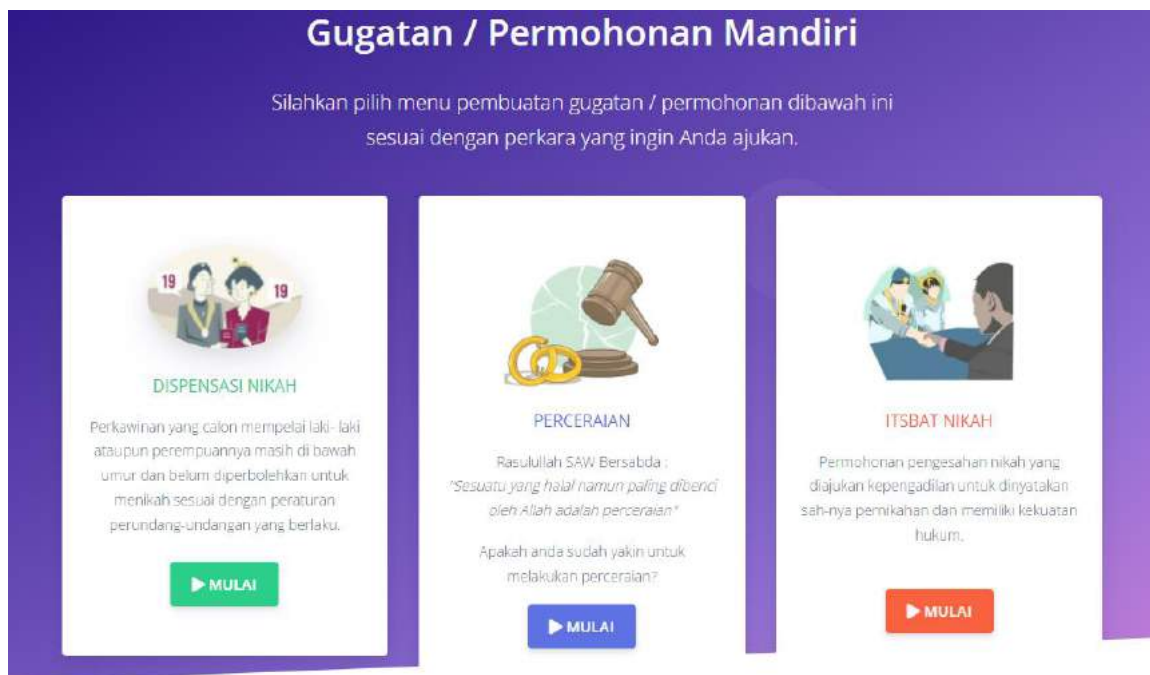 Gugatan / Permohonan Mandiri
Silahkan pilih menu pembuatan gugatan / permohonan dibawah ini
sesuai dengan perkara yang ingin Anda ajukan.
19
19
DISPENSASI NIKAH
Perkawinan yang calon mempelai laki- laki
ataupun perempuannya masih di bawah
umur dan belum diperbolehkan untuk
menikah sesuai dengan peraturan
perundang-undangan yang berlaku.
MULAI
PERCERAIAN
Rasulullah SAW Bersabda :
"Sesuatu yang halal namun paling dibenci
oleh Allah adalah perceraian"
Apakah anda sudah yakin untuk
melakukan perceraian?
MULAI
ITSBAT NIKAH
Permohonan pengesahan nikah yang
diajukan kepengadilan untuk dinyatakan
sah-nya pernikahan dan memiliki kekuatan
hukum.
MULAI